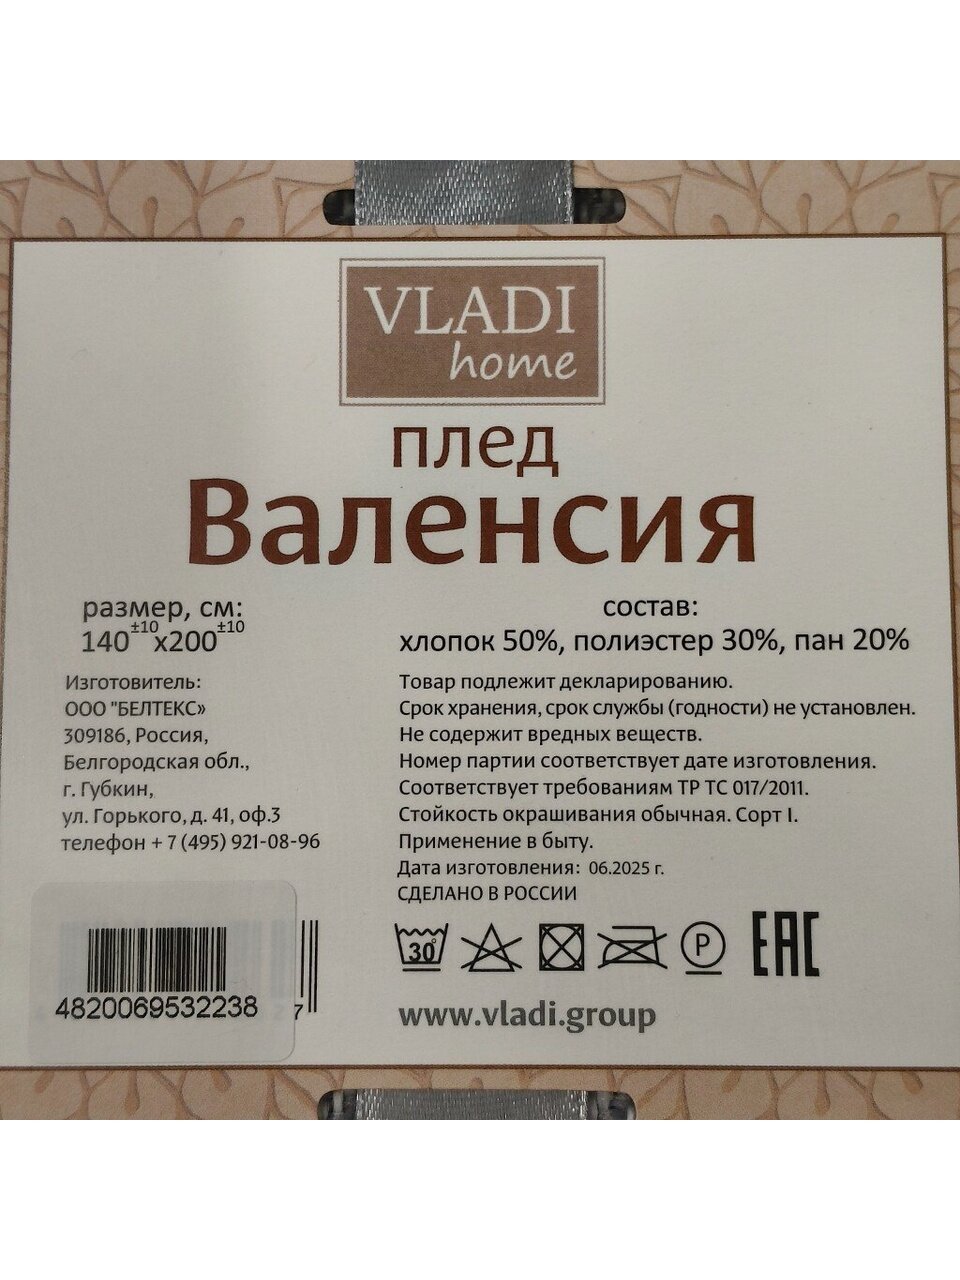 VLADI
home
плед
Валенсия
размер, см:
140±10х200±10
состав:
хлопок 50%, полиэстер 30%, пан 20%
Изготовитель:
ООО "БЕЛТЕКС»
309186, Россия,
Белгородская обл.,
г. Губкин,
ул. Горького, д. 41, оф.3
телефон + 7 (495) 921-08-96
Товар подлежит декларированию.
Срок хранения, срок службы (годности) не установлен.
Не содержит вредных веществ.
Номер партии соответствует дате изготовления.
Соответствует требованиям ТР ТС 017/2011.
Стойкость окрашивания обычная. Сорт I.
Применение в быту.
Дата изготовления: 06.2025 г.
СДЕЛАНО В РОССИИ
30° P EAC
4820069532238
7
www.vladi.group